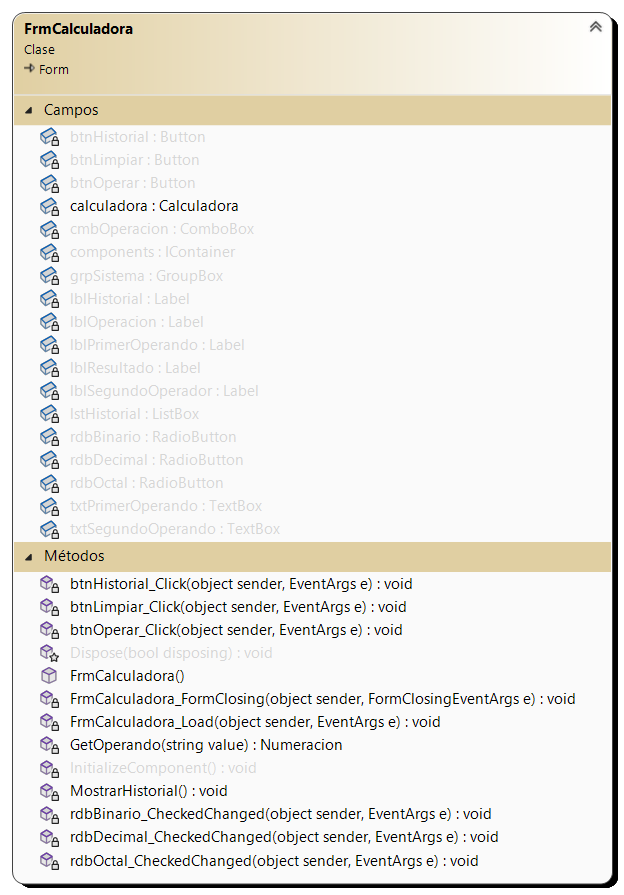 FrmCalculadora
Clase
Form
Campos
btnHistorial : Button
btnLimpiar : Button
btnOperar : Button
calculadora : Calculadora
cmbOperacion : ComboBox
components : IContainer
grpSistema : GroupBox
lblHistorial : Label
lblOperacion : Label
lblPrimerOperando : Label
lblResultado : Label
lblSegundoOperador : Label
lstHistorial : ListBox
rdbBinario : RadioButton
rdbDecimal : RadioButton
rdbOctal : RadioButton
txtPrimerOperando : TextBox
txtSegundoOperando : TextBox
Métodos
btnHistorial_Click(object sender, EventArgs e) : void
btnLimpiar_Click(object sender, EventArgs e) : void
btnOperar_Click(object sender, EventArgs e) : void
Dispose(bool disposing) : void
FrmCalculadora()
FrmCalculadora_FormClosing(object sender, FormClosingEventArgs e) : void
FrmCalculadora_Load(object sender, EventArgs e) : void
GetOperando(string value) : Numeracion
InitializeComponent() : void
MostrarHistorial() : void
rdbBinario_CheckedChanged(object sender, EventArgs e) : void
rdbDecimal_CheckedChanged(object sender, EventArgs e) : void
rdbOctal_CheckedChanged(object sender, EventArgs e) : void